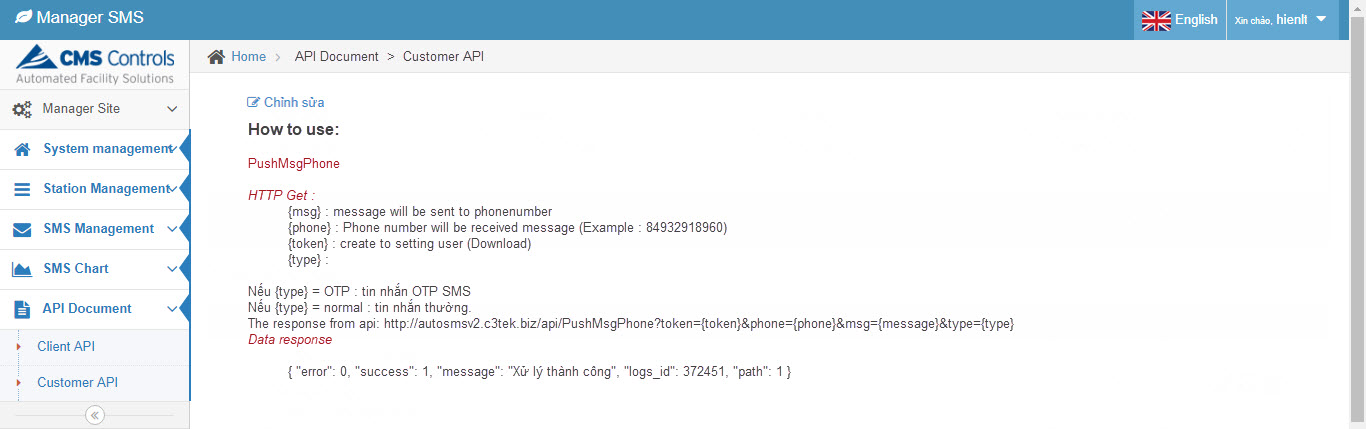 Manager SMS
English
Xin chào, hienlt
CMS Controls
Automated Facility Solutions
Home > API Document > Customer API
Manager Site
System management
Station Management
SMS Management
SMS Chart
API Document
Client API
Customer API
Chỉnh sửa
How to use:
PushMsgPhone
HTTP Get :
{msg} : message will be sent to phonenumber
{phone} : Phone number will be received message (Example : 84932918960)
{token} : create to setting user (Download)
{type} :
Nếu {type} = OTP : tin nhắn OTP SMS
Nếu {type} = normal : tin nhắn thường.
The response from api: http://autosmsv2.c3tek.biz/api/PushMsgPhone?token={token}&phone={phone}&msg={message}&type={type}
Data response
{ "error": 0, "success": 1, "message": "Xử lý thành công", "logs_id": 372451, "path": 1 }